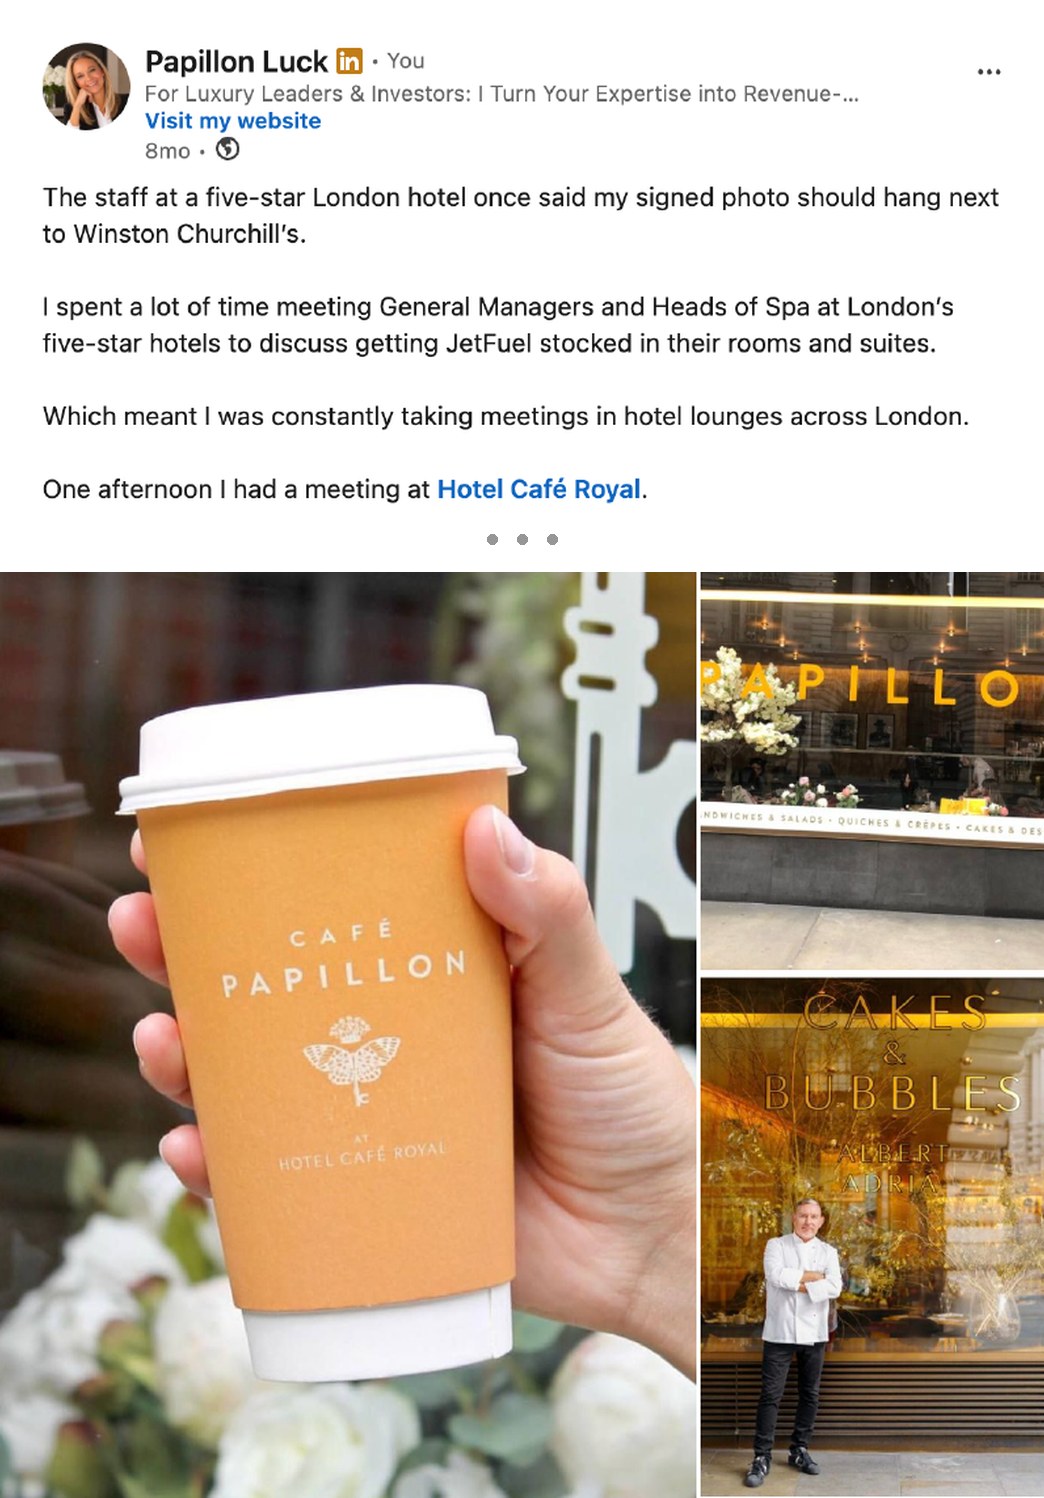 Papillon Luck in • You
For Luxury Leaders & Investors: I Turn Your Expertise into Revenue-...
Visit my website
8mo •
The staff at a five-star London hotel once said my signed photo should hang next
to Winston Churchill's.
I spent a lot of time meeting General Managers and Heads of Spa at London's
five-star hotels to discuss getting JetFuel stocked in their rooms and suites.
Which meant I was constantly taking meetings in hotel lounges across London.
One afternoon I had a meeting at Hotel Café Royal.
CAFÉ
PAPILLON
AT
HOTEL CAFÉ ROYAL
PAPILLO
NDWICHES & SALADS • QUICHES & CRÊPES • CAKES & DES
CAKES
&
BUBBLES
ALBERT
ADRIÀ